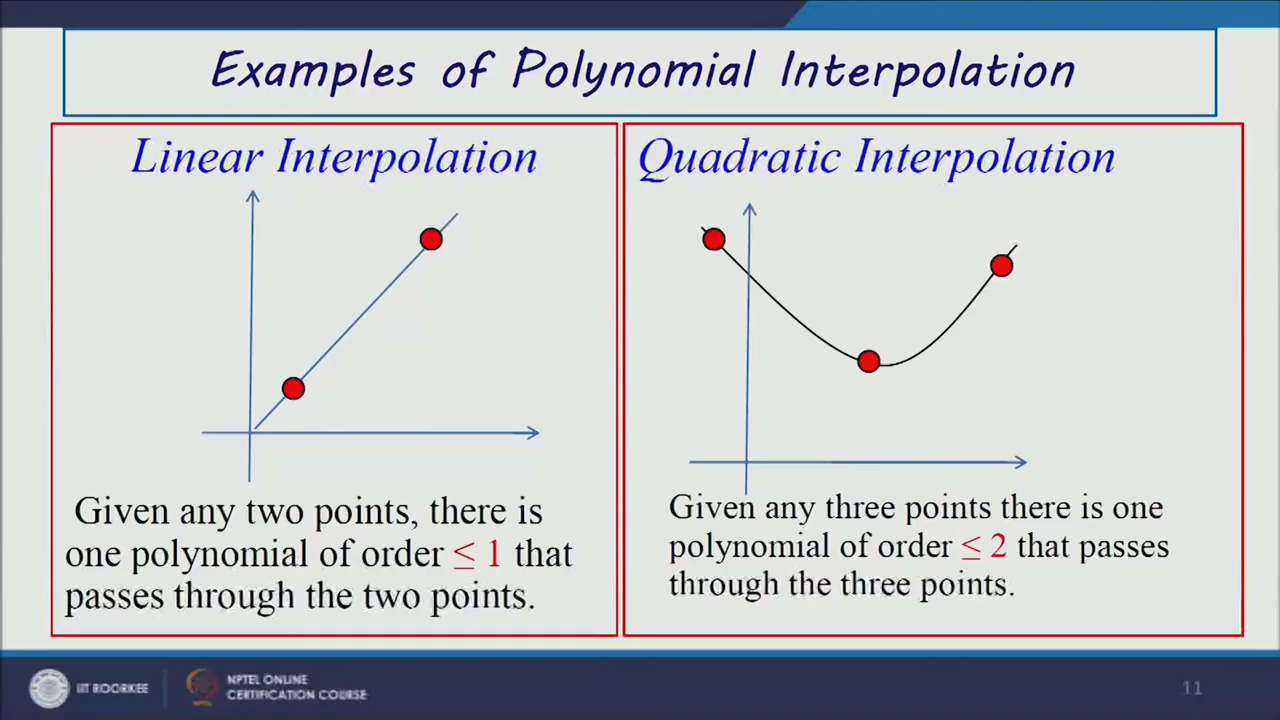 Examples of Polynomial Interpolation
Linear Interpolation
Given any two points, there is
one polynomial of order ≤ 1 that
passes through the two points.
Quadratic Interpolation
Given any three points there is one
polynomial of order ≤ 2 that passes
through the three points.
IIT ROORKEE
NPTEL ONLINE
CERTIFICATION COURSE
11